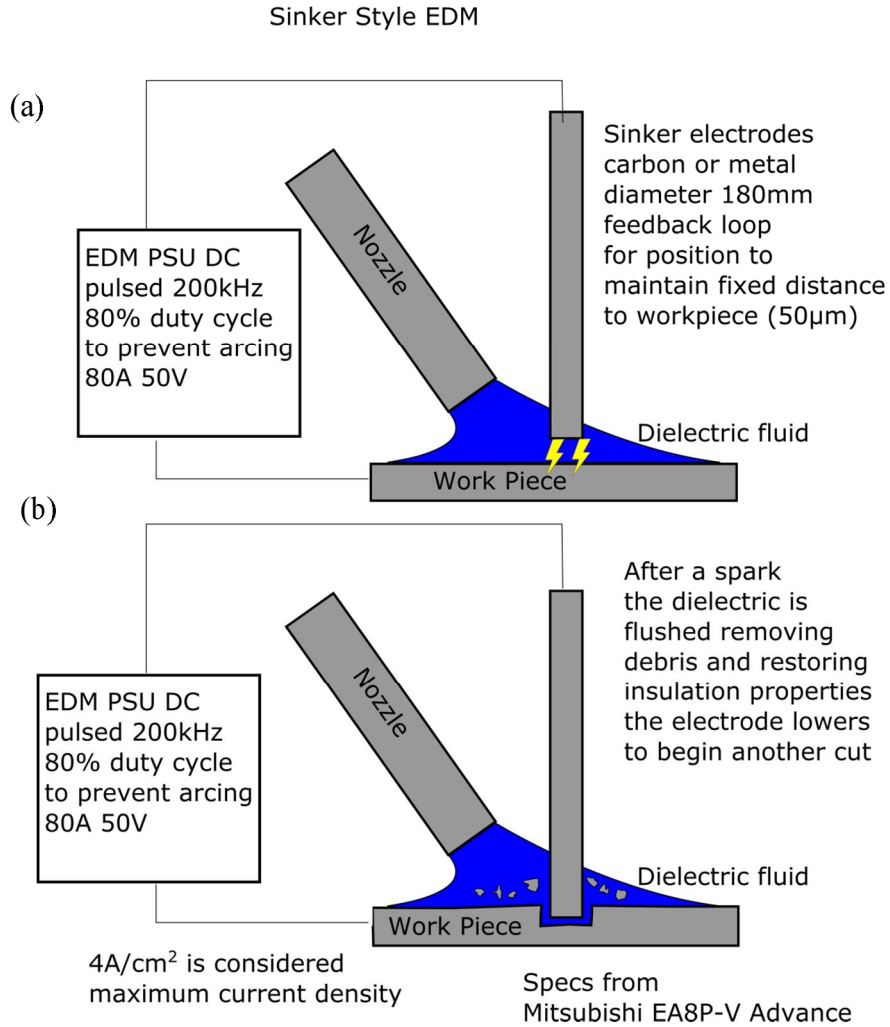 Sinker Style EDM
(a)
EDM PSU DC
pulsed 200kHz
80% duty cycle
to prevent arcing
80A 50V
Nozzle
Sinker electrodes
carbon or metal
diameter 180mm
feedback loop
for position to
maintain fixed distance
to workpiece (50μm)
Dielectric fluid
Work Piece
(b)
EDM PSU DC
pulsed 200kHz
80% duty cycle
to prevent arcing
80A 50V
Nozzle
After a spark
the dielectric is
flushed removing
debris and restoring
insulation properties
the electrode lowers
to begin another cut
Dielectric fluid
Work Piece
4A/cm² is considered
maximum current density
Specs from
Mitsubishi EA8P-V Advance